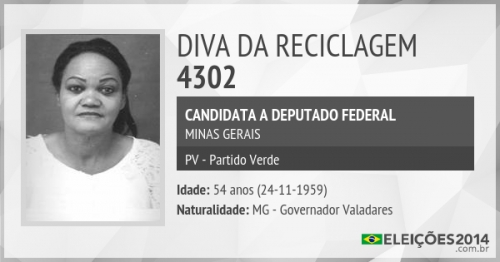 DIVA DA RECICLAGEM
4302
CANDIDATA A DEPUTADO FEDERAL
MINAS GERAIS
PV - Partido Verde
Idade: 54 anos (24-11-1959)
Naturalidade: MG - Governador Valadares
ELEIÇÕES2014
.com.br